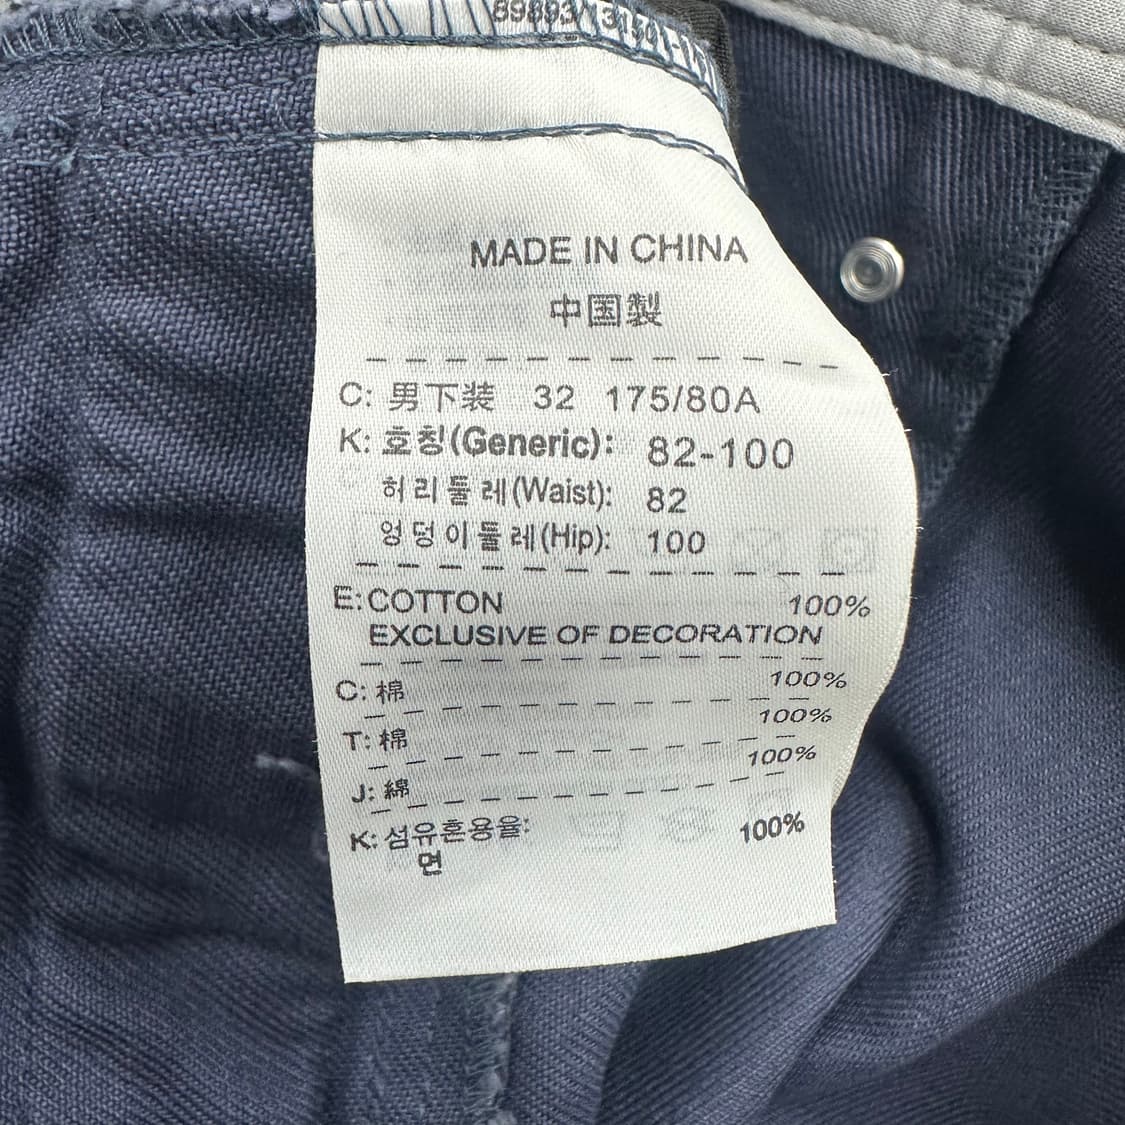 MADE IN CHINA
中国製
C: 男下装 32 175/80A
K: 호칭(Generic): 82-100
허리둘레(Waist): 82
엉덩이둘레(Hip): 100
E: COTTON 100%
EXCLUSIVE OF DECORATION
C: 棉 100%
T: 棉 100%
J: 綿 100%
K: 섬유혼용율: 100%
면